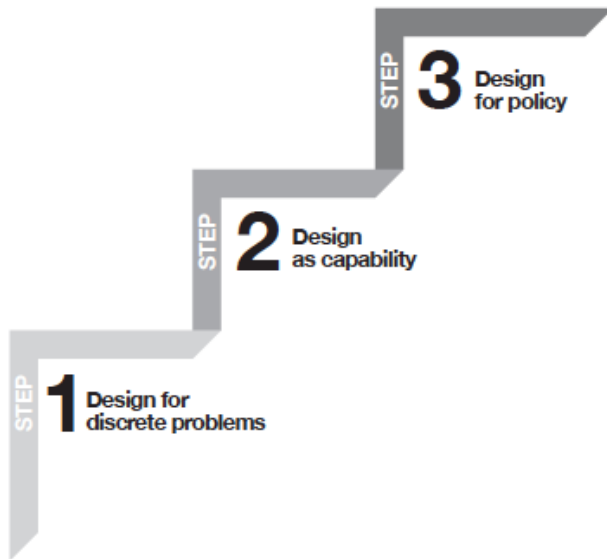 STEP
3
Design
for policy
STEP
2
Design
as capability
STEP
1
Design for
discrete problems